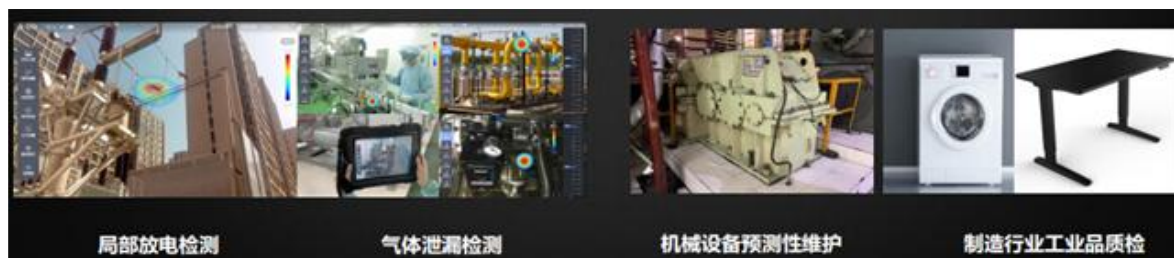 局部放电检测
气体泄漏检测
机械设备预测性维护
制造行业工业品质检